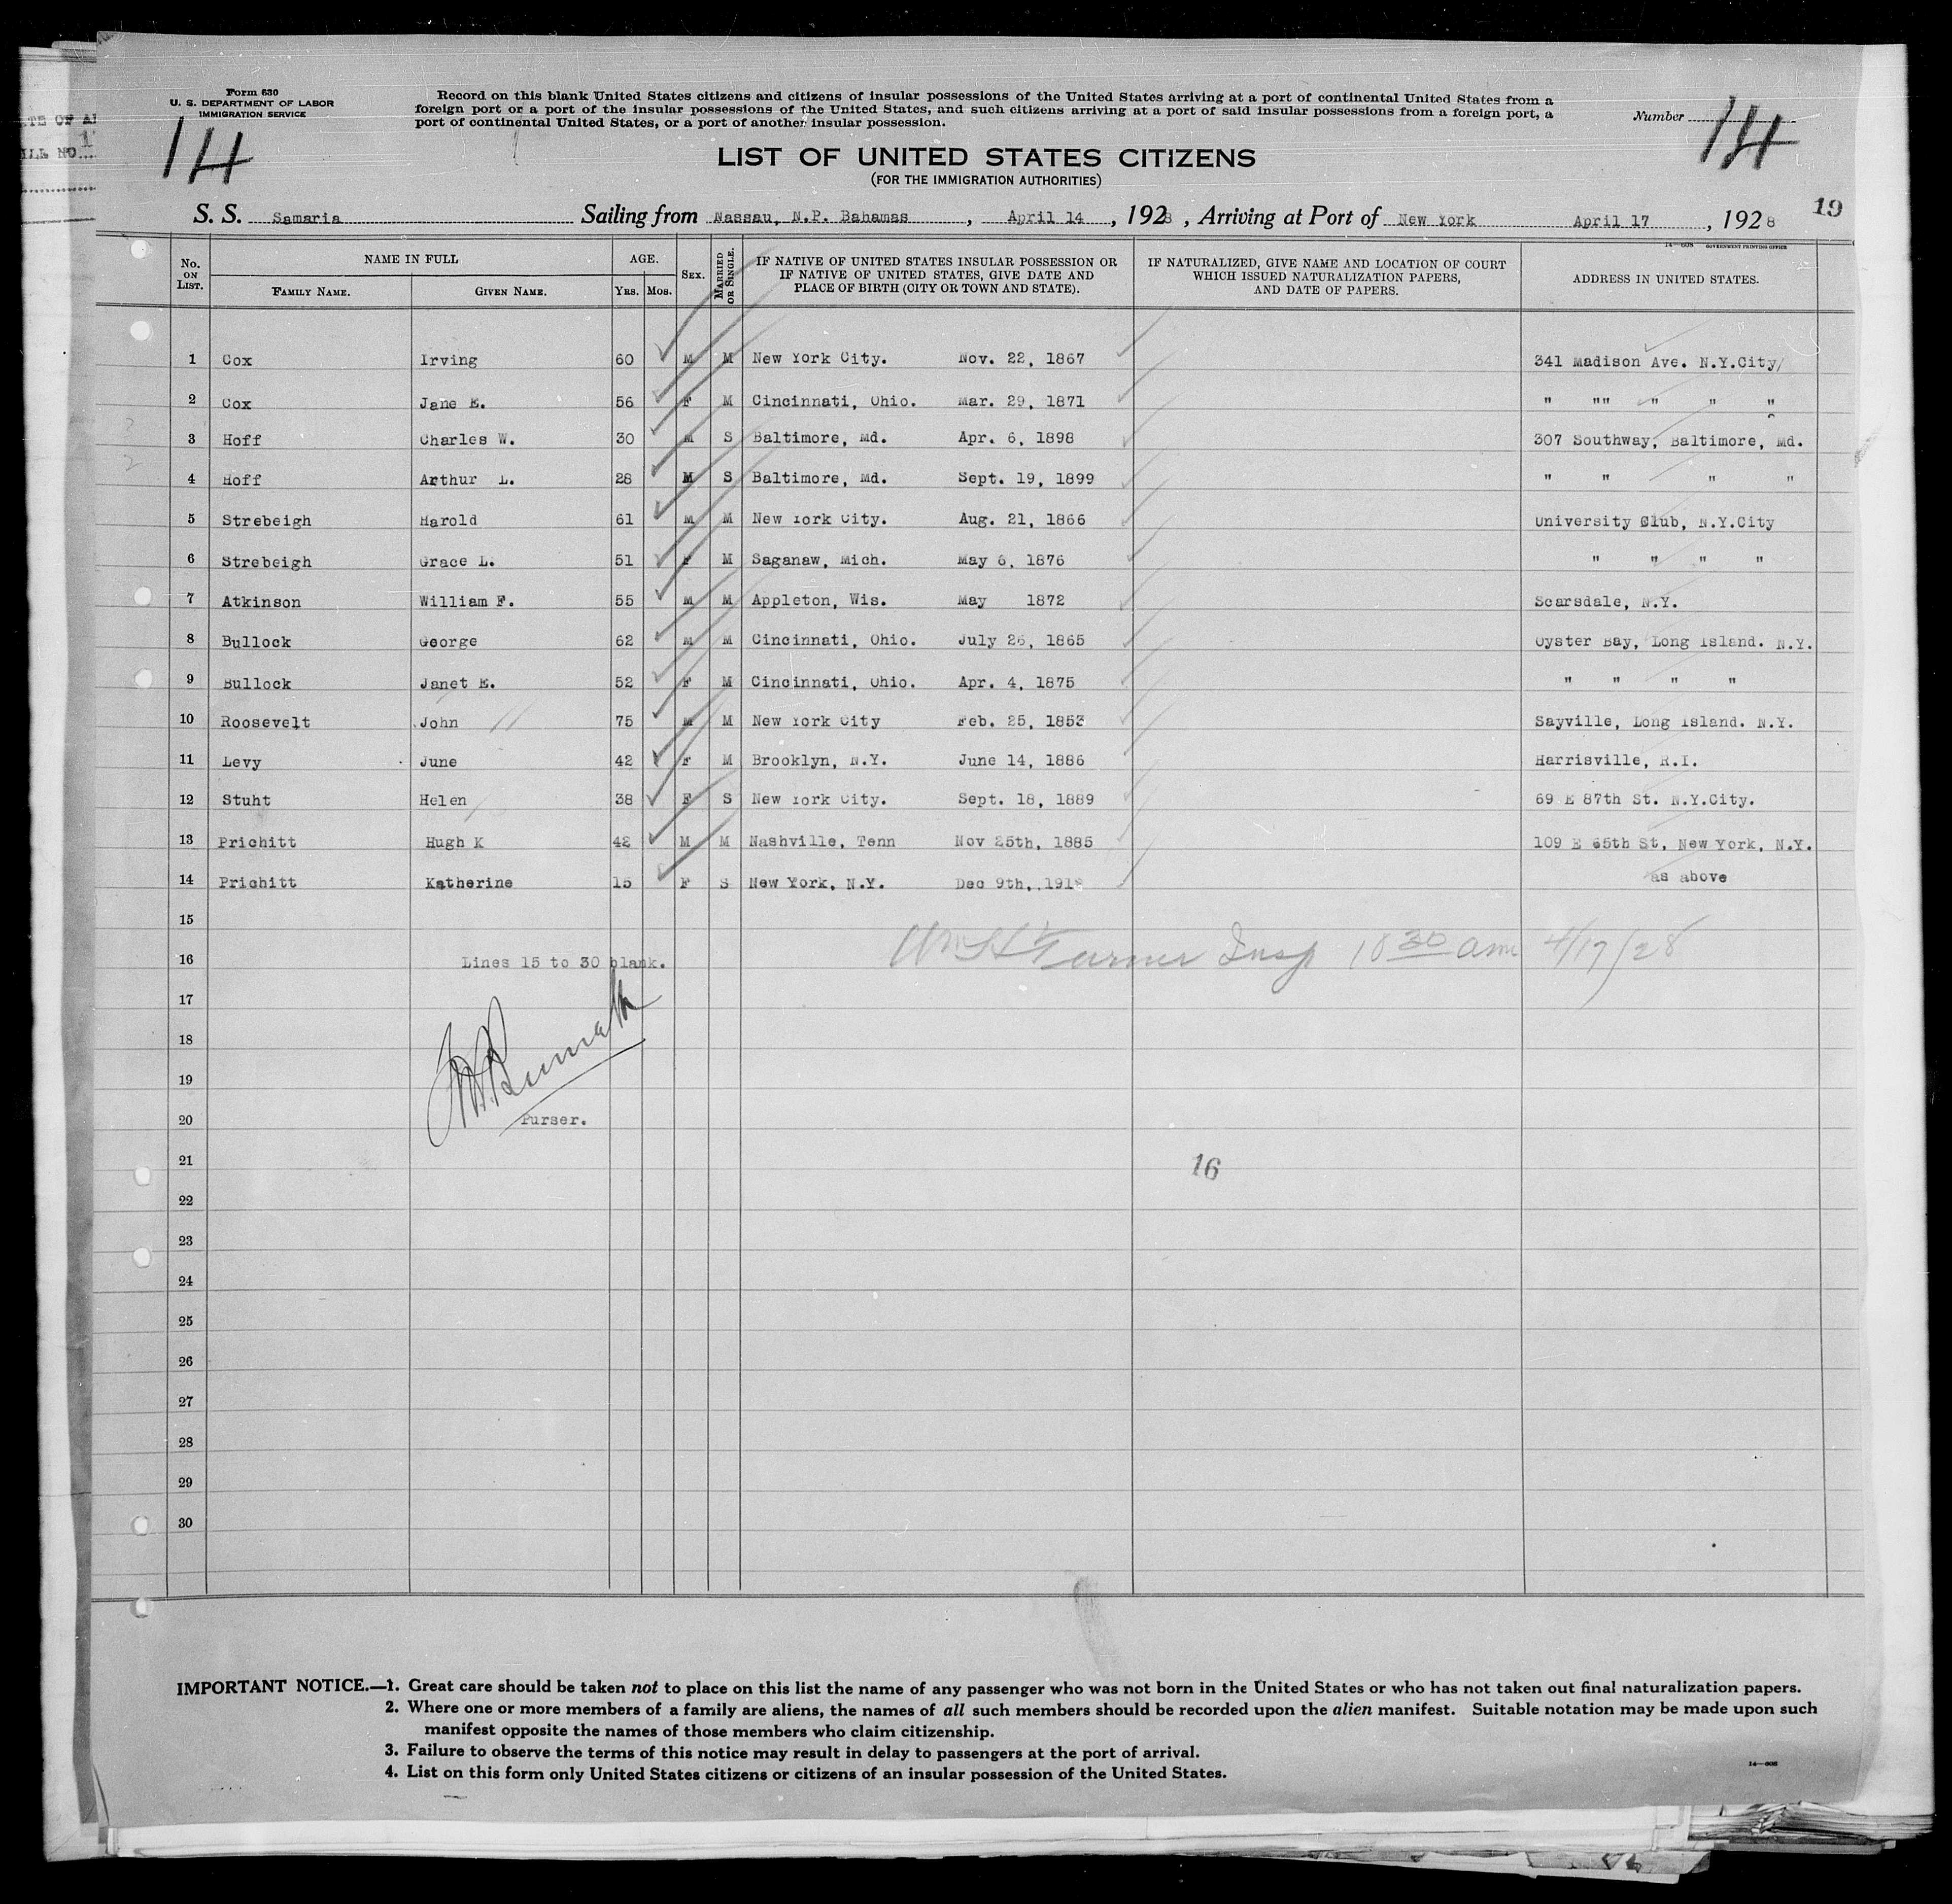 TE OF AR
ILL NO. 1
Form 630
U. S. DEPARTMENT OF LABOR
IMMIGRATION SERVICE
14
Record on this blank United States citizens and citizens of insular possessions of the United States arriving at a port of continental United States from a
foreign port or a port of the insular possessions of the United States, and such citizens arriving at a port of said insular possessions from a foreign port, a
port of continental United States, or a port of another insular possession.
Number 14
LIST OF UNITED STATES CITIZENS
(FOR THE IMMIGRATION AUTHORITIES)
S. S. Samaria Sailing from Nassau, N.P. Bahamas, April 14, 1928, Arriving at Port of New York April 17, 1928
19
14—608 GOVERNMENT PRINTING OFFICE
No. ON LIST. NAME IN FULL FAMILY NAME. GIVEN NAME. AGE. YRS. MOS. SEX. MARRIED OR SINGLE. IF NATIVE OF UNITED STATES INSULAR POSSESSION OR IF NATIVE OF UNITED STATES, GIVE DATE AND PLACE OF BIRTH (CITY OR TOWN AND STATE). IF NATURALIZED, GIVE NAME AND LOCATION OF COURT WHICH ISSUED NATURALIZATION PAPERS, AND DATE OF PAPERS. ADDRESS IN UNITED STATES.
1 Cox Irving 60 M M New York City. Nov. 22, 1867 341 Madison Ave. N.Y.City/
2 Cox Jane E. 56 F M Cincinnati, Ohio. Mar. 29, 1871 " "" " " "
3 Hoff Charles W. 30 M S Baltimore, Md. Apr. 6, 1898 307 Southway, Baltimore, Md.
4 Hoff Arthur L. 28 M S Baltimore, Md. Sept. 19, 1899 " " " "
5 Strebeigh Harold 61 M M New York City. Aug. 21, 1866 University Club, N.Y.City
6 Strebeigh Grace L. 51 F M Saganaw, Mich. May 6, 1876 " " " "
7 Atkinson William F. 55 M M Appleton, Wis. May 1872 Scarsdale, N.Y.
8 Bullock George 62 M M Cincinnati, Ohio. July 26, 1865 Oyster Bay, Long Island. N.Y.
9 Bullock Janet E. 52 F M Cincinnati, Ohio. Apr. 4, 1875 " " " "
10 Roosevelt John 75 M M New York City Feb. 25, 1853 Sayville, Long Island. N.Y.
11 Levy June 42 F M Brooklyn, N.Y. June 14, 1886 Harrisville, R.I.
12 Stuht Helen 38 F S New York City. Sept. 18, 1889 69 E 87th St. N.Y.City.
13 Prichitt Hugh K 42 M M Nashville, Tenn Nov 25th, 1885 109 E 65th St, New York, N.Y.
14 Prichitt Katherine 15 F S New York, N.Y. Dec 9th, as above
15
16 Lines 15 to 30 blank. Insp 10 30 am 4/17/28
17
18
19
20 Purser.
21 16
22
23
24
25
26
27
28
29
30
IMPORTANT NOTICE.—1. Great care should be taken not to place on this list the name of any passenger who was not born in the United States or who has not taken out final naturalization papers.
2. Where one or more members of a family are aliens, the names of all such members should be recorded upon the alien manifest. Suitable notation may be made upon such
manifest opposite the names of those members who claim citizenship.
3. Failure to observe the terms of this notice may result in delay to passengers at the port of arrival.
4. List on this form only United States citizens or citizens of an insular possession of the United States.
14—608